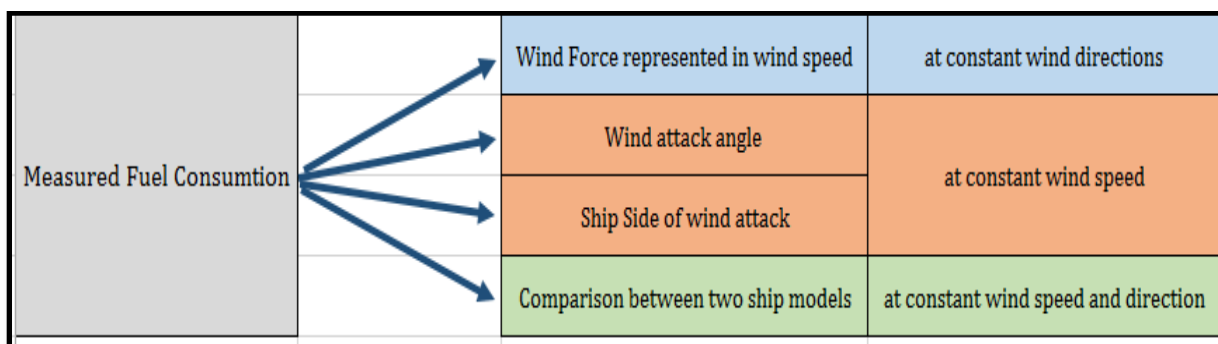 Wind Force represented in wind speed
at constant wind directions
Wind attack angle
Measured Fuel Consumtion
at constant wind speed
Ship Side of wind attack
Comparison between two ship models
at constant wind speed and direction